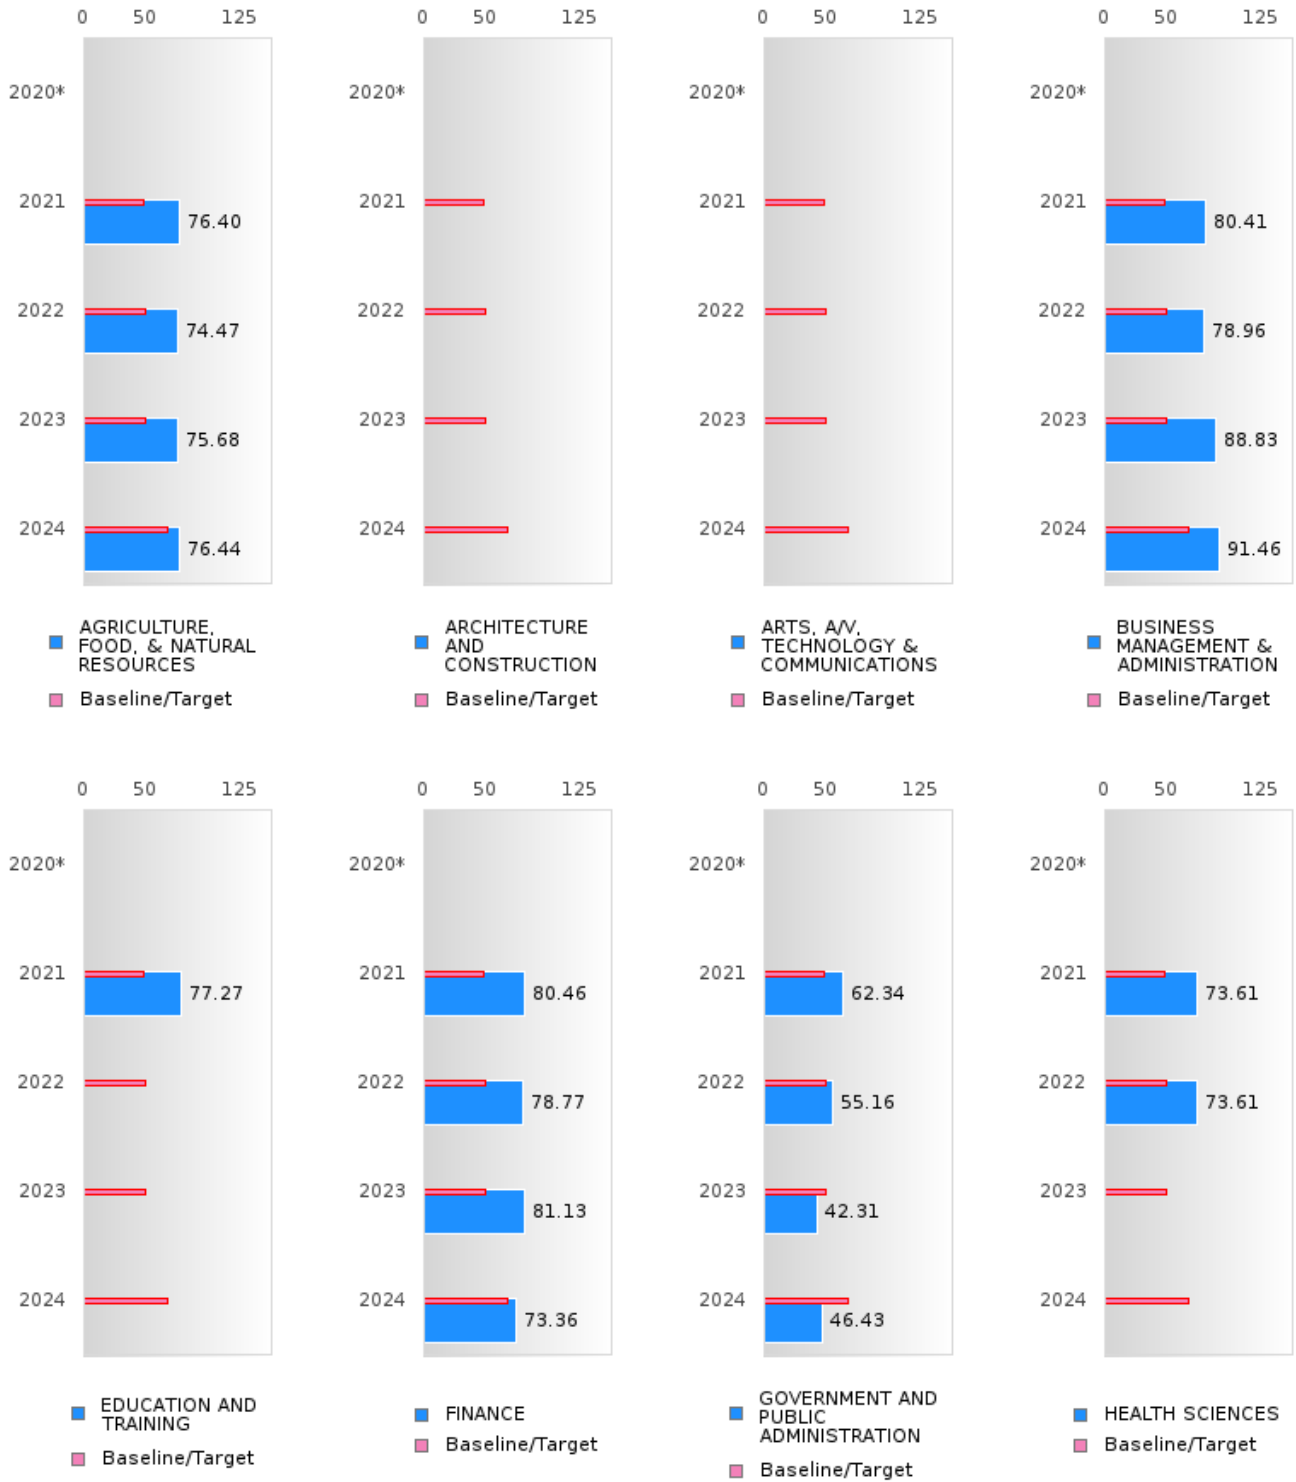 0 50 125 0 50 125 0 50 125 0 50 125
2020* 2020* 2020* 2020*
2021 76.40 2021 2021 2021 80.41
2022 74.47 2022 2022 2022 78.96
2023 75.68 2023 2023 2023 88.83
2024 76.44 2024 2024 2024 91.46
AGRICULTURE,
FOOD, & NATURAL
RESOURCES
Baseline/Target
ARCHITECTURE
AND
CONSTRUCTION
Baseline/Target
ARTS, A/V,
TECHNOLOGY &
COMMUNICATIONS
Baseline/Target
BUSINESS
MANAGEMENT &
ADMINISTRATION
Baseline/Target
0 50 125 0 50 125 0 50 125 0 50 125
2020* 2020* 2020* 2020*
2021 77.27 2021 80.46 2021 62.34 2021 73.61
2022 2022 78.77 2022 55.16 2022 73.61
2023 2023 81.13 2023 42.31 2023
2024 2024 73.36 2024 46.43 2024
EDUCATION AND
TRAINING
Baseline/Target
FINANCE
Baseline/Target
GOVERNMENT AND
PUBLIC
ADMINISTRATION
Baseline/Target
HEALTH SCIENCES
Baseline/Target